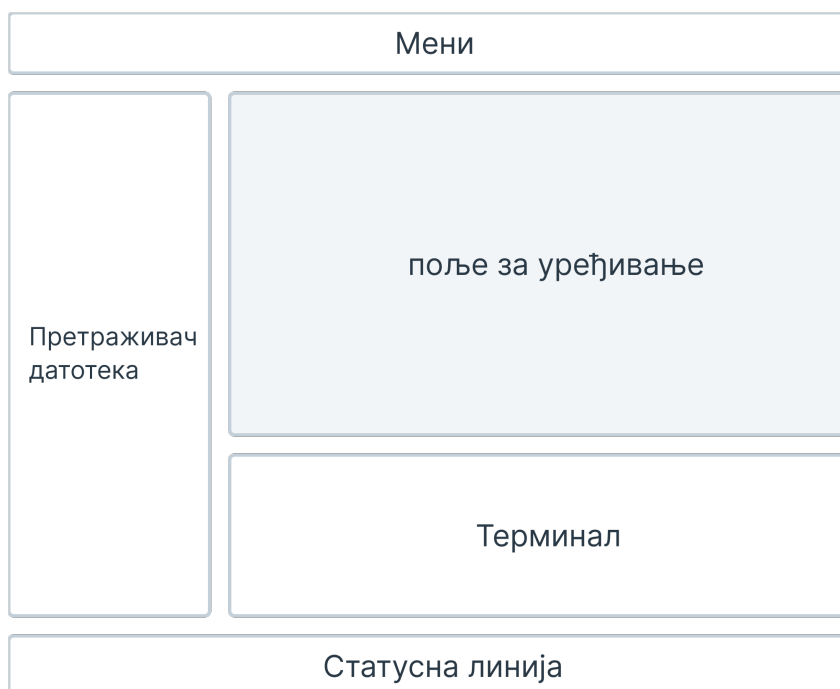 Мени
поље за уређивање
Претраживач
датотека
Терминал
Статусна линија